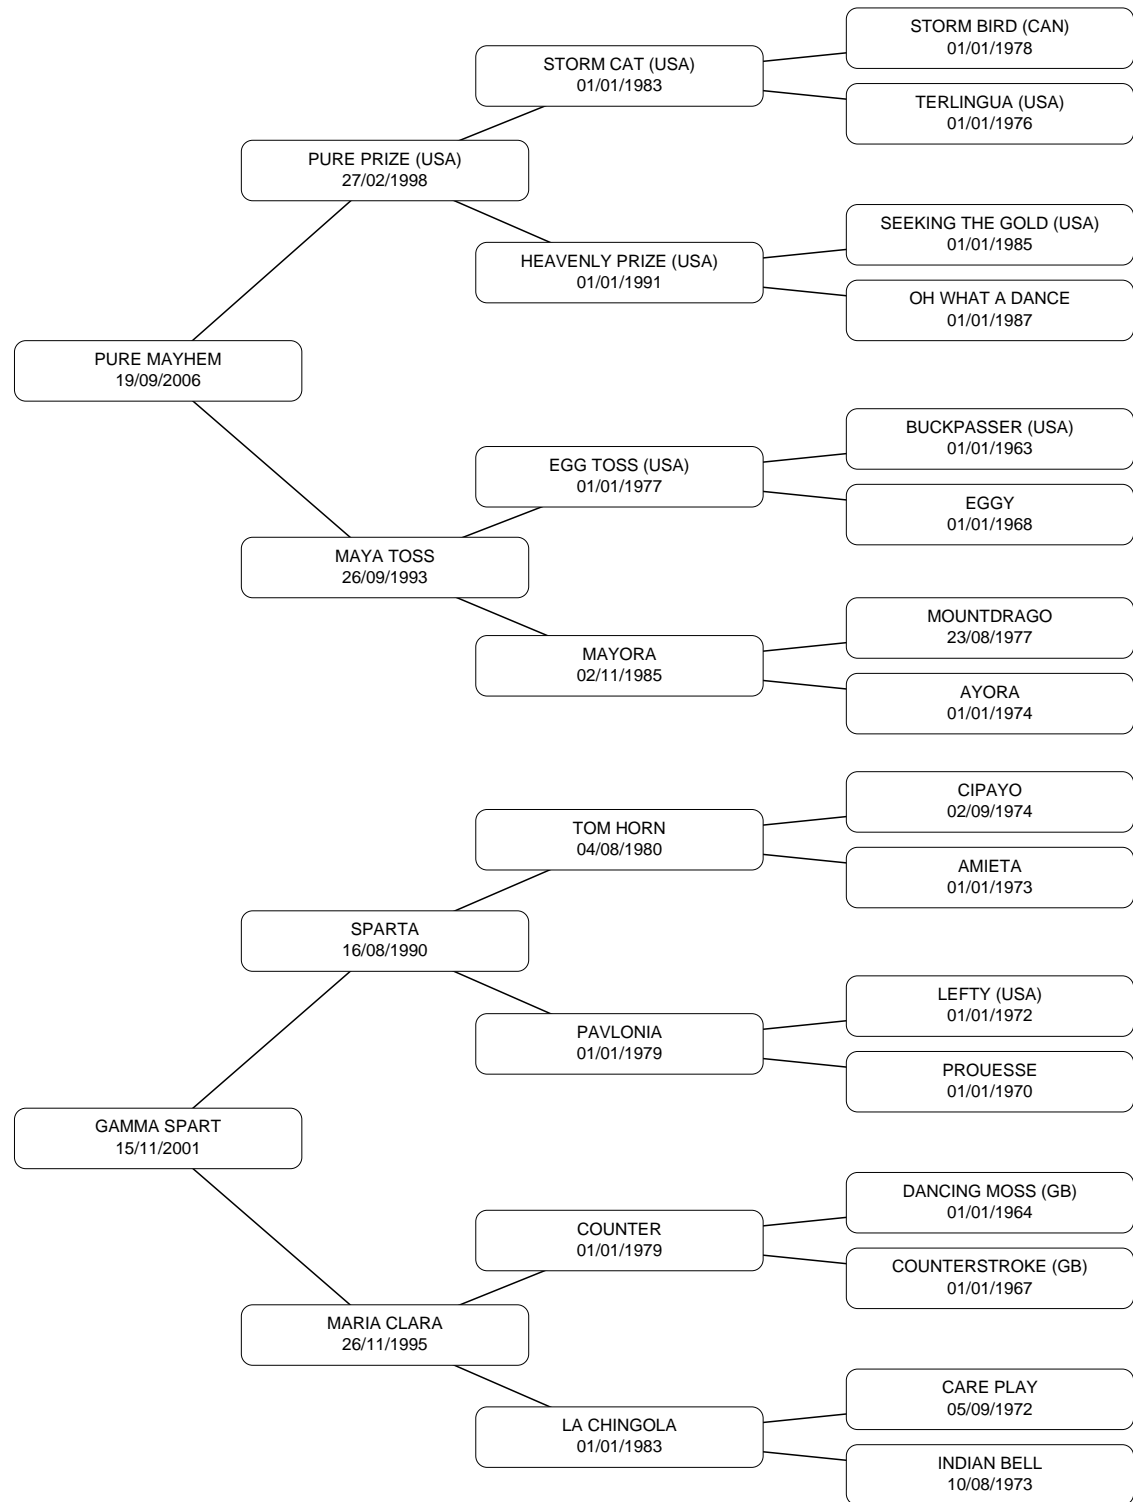 STORM BIRD (CAN)
01/01/1978
STORM CAT (USA)
01/01/1983
TERLINGUA (USA)
01/01/1976
PURE PRIZE (USA)
27/02/1998
SEEKING THE GOLD (USA)
01/01/1985
HEAVENLY PRIZE (USA)
01/01/1991
OH WHAT A DANCE
01/01/1987
PURE MAYHEM
19/09/2006
BUCKPASSER (USA)
01/01/1963
EGG TOSS (USA)
01/01/1977
EGGY
01/01/1968
MAYA TOSS
26/09/1993
MOUNTDRAGO
23/08/1977
MAYORA
02/11/1985
AYORA
01/01/1974
CIPAYO
02/09/1974
TOM HORN
04/08/1980
AMIETA
01/01/1973
SPARTA
16/08/1990
LEFTY (USA)
01/01/1972
PAVLONIA
01/01/1979
PROUESSE
01/01/1970
GAMMA SPART
15/11/2001
DANCING MOSS (GB)
01/01/1964
COUNTER
01/01/1979
COUNTERSTROKE (GB)
01/01/1967
MARIA CLARA
26/11/1995
CARE PLAY
05/09/1972
LA CHINGOLA
01/01/1983
INDIAN BELL
10/08/1973